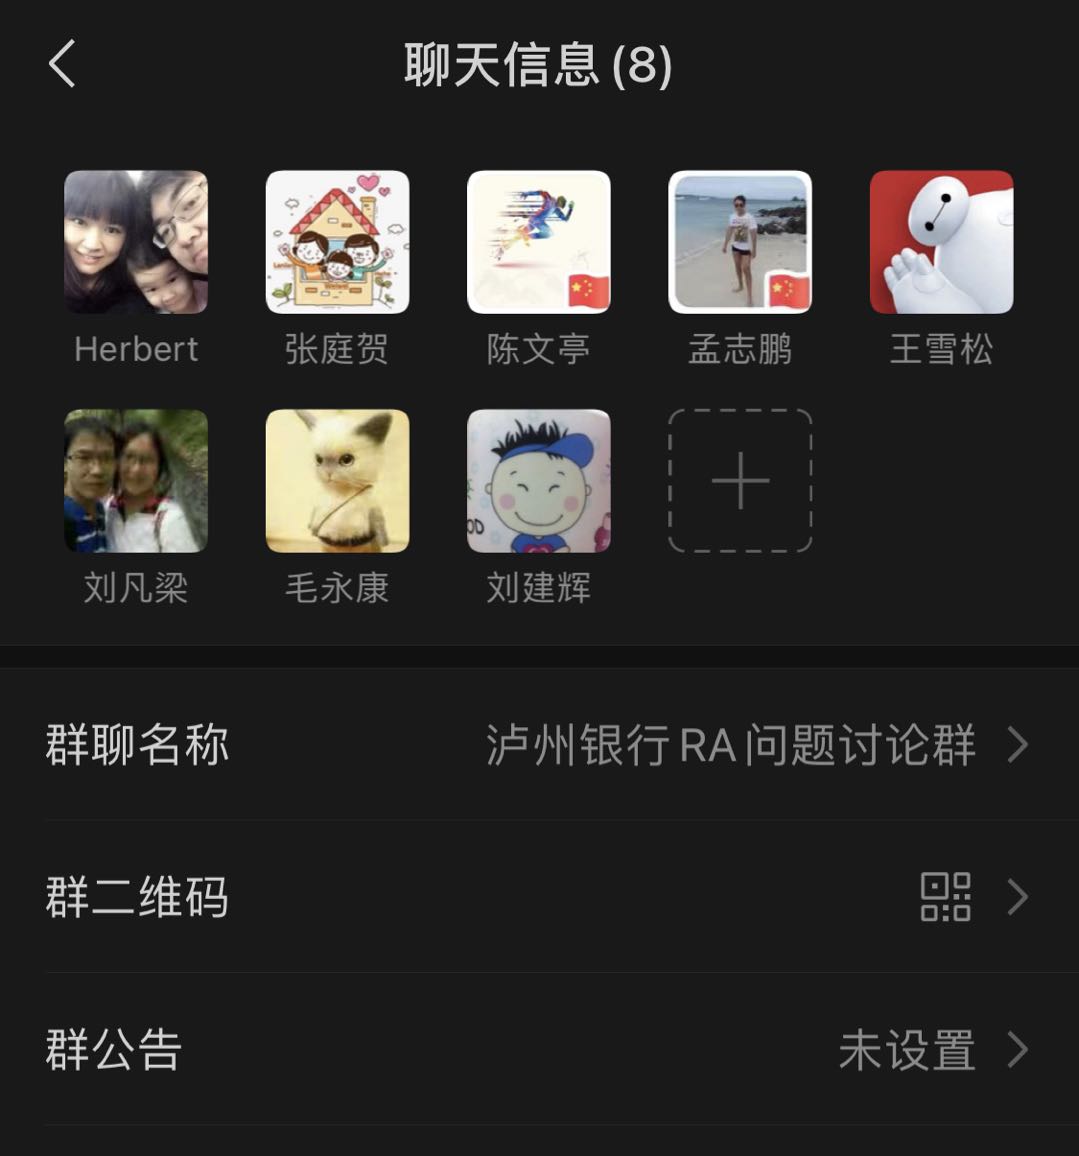 聊天信息(8)
Herbert
张庭贺
陈文亭
孟志鹏
王雪松
刘凡梁
毛永康
刘建辉
群聊名称
泸州银行RA问题讨论群
群二维码
群公告
未设置